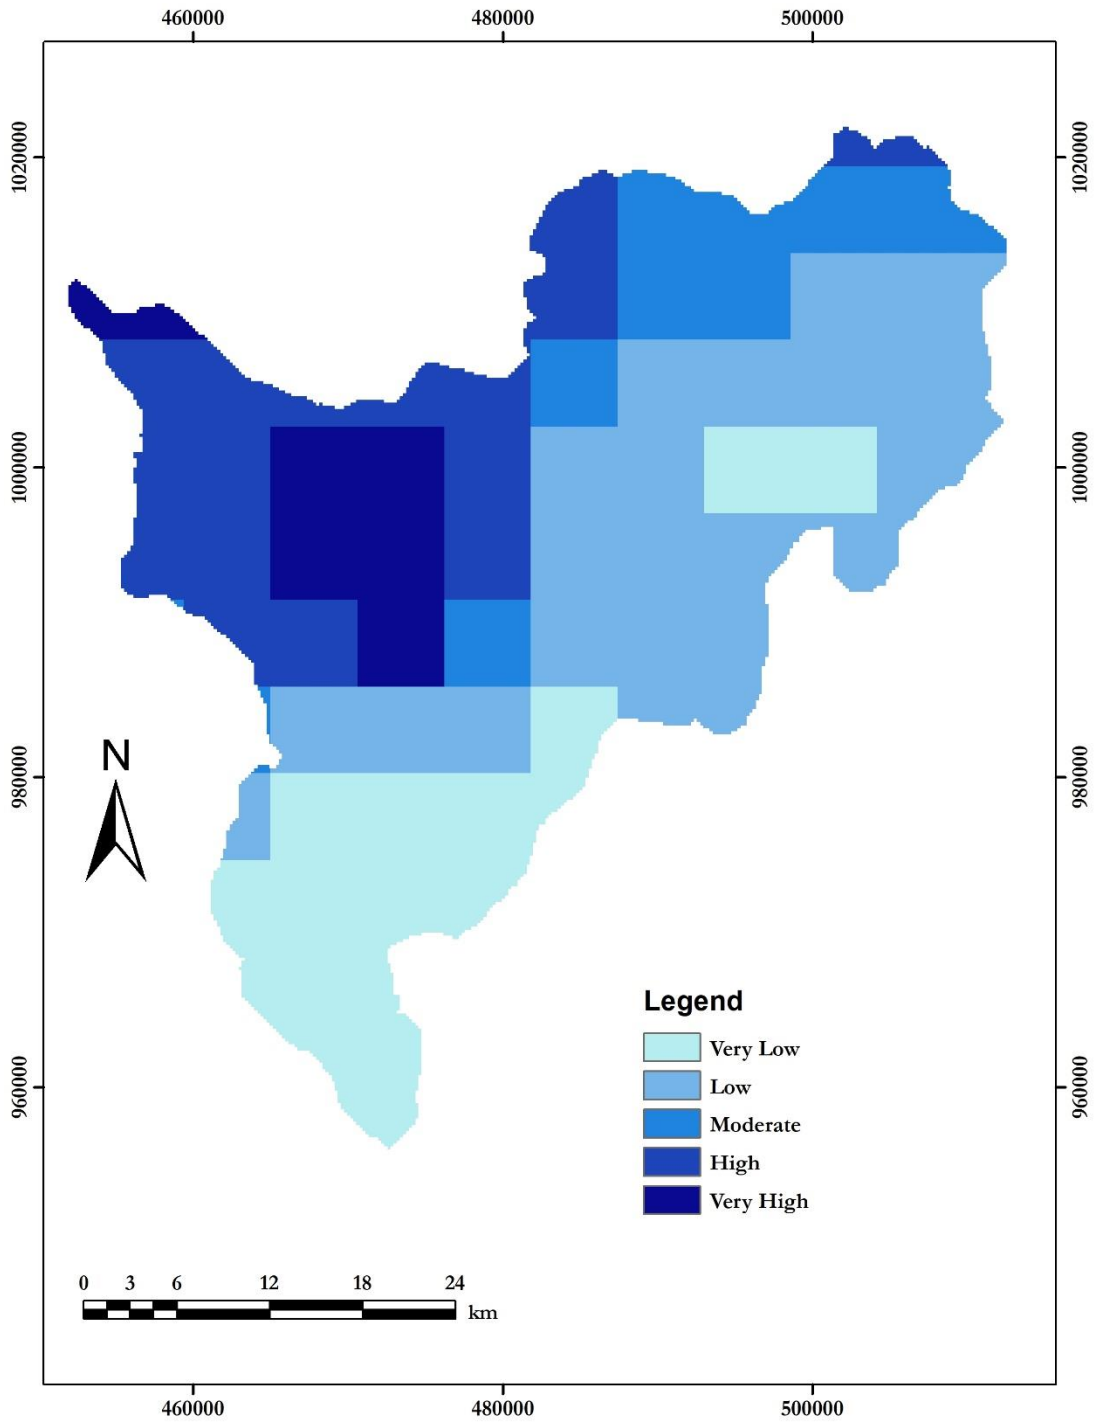 460000 480000 500000
1020000 1020000
1000000 1000000
N
980000 980000
Legend
Very Low
960000 Low 960000
Moderate
High
Very High
0 3 6 12 18 24
km
460000 480000 500000